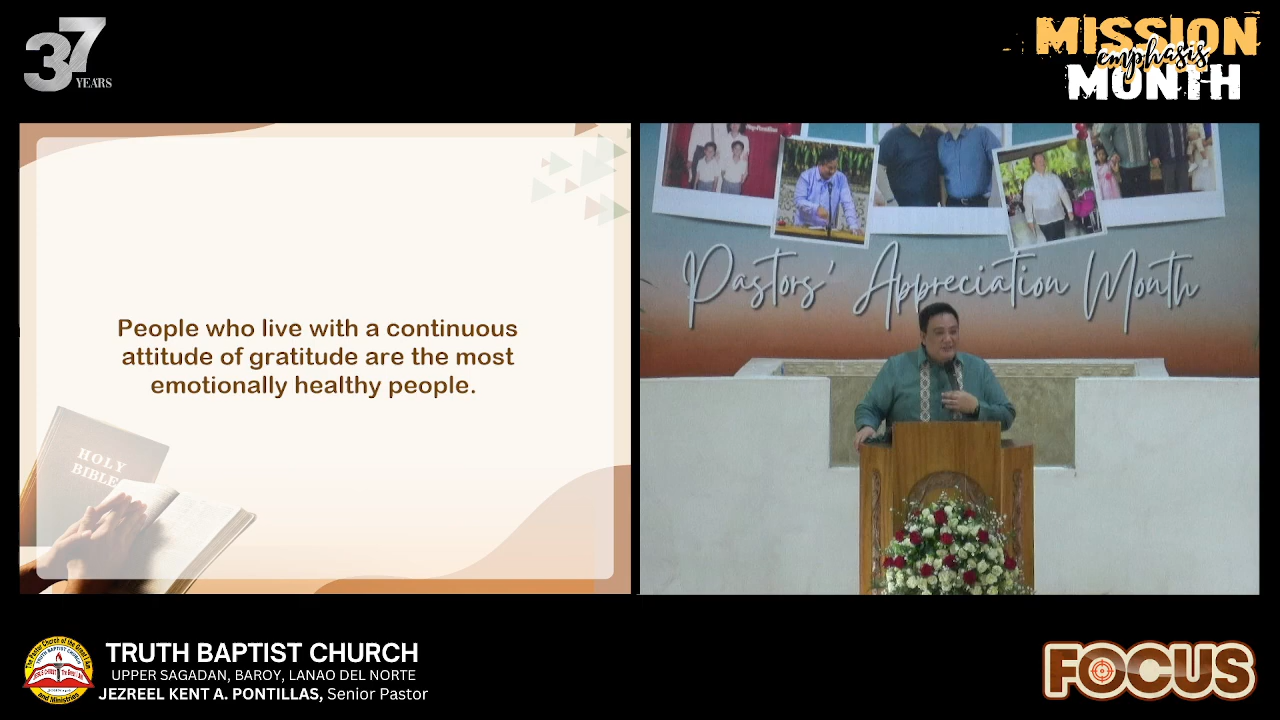 37
YEARS
MISSION
emphasis
MONTH
People who live with a continuous
attitude of gratitude are the most
emotionally healthy people.
HOLY
BIBLE
Pastors' Appreciation Month
TRUTH BAPTIST CHURCH
UPPER SAGADAN, BAROY, LANAO DEL NORTE
JEZREEL KENT A. PONTILLAS, Senior Pastor
FOCUS